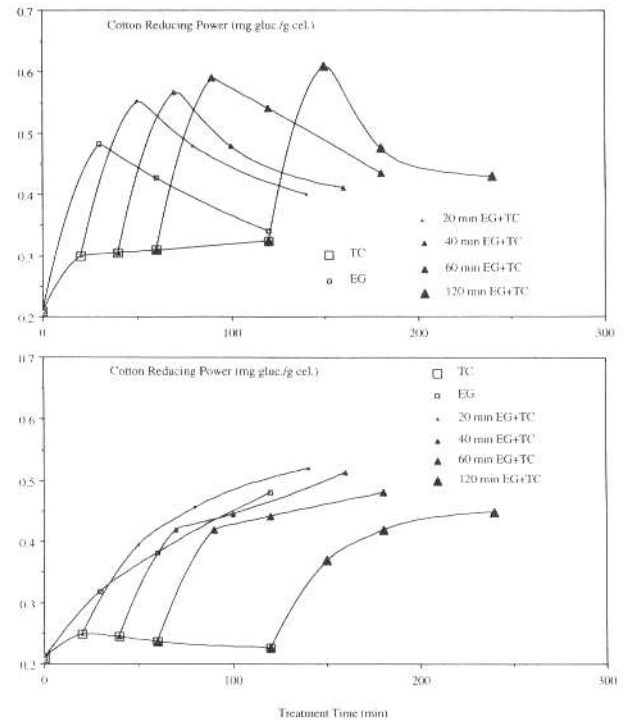 0.7
Cotton Reducing Power (mg gluc./g cel.)
0.6
0.5
0.4
20 min EG+TC
TC
40 min EG+TC
0.3
EG
60 min EG+TC
120 min EG+TC
0.2
0 100 200 300
0.7
Cotton Reducing Power (mg gluc./g cel.)
TC
EG
0.6
20 min EG+TC
40 min EG+TC
60 min EG+TC
0.5
120 min EG+TC
0.4
0.3
0.2
0 100 200 300
Treatment Time (min)